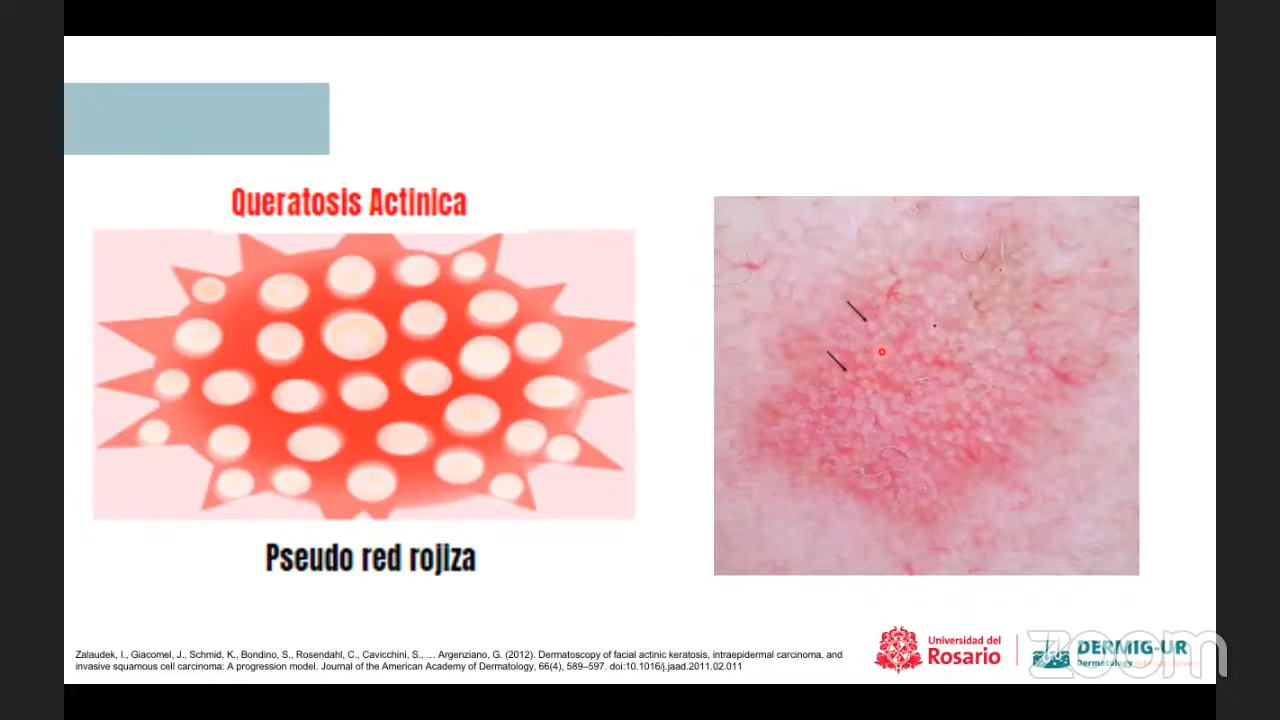 Queratosis Actinica
Pseudo red rojiza
Zalaudek, I., Giacomel, J., Schmid, K., Bondino, S., Rosendahl, C., Cavicchini, S., … Argenziano, G. (2012). Dermatoscopy of facial actinic keratosis, intraepidermal carcinoma, and
invasive squamous cell carcinoma: A progression model. Journal of the American Academy of Dermatology, 66(4), 589–597. doi:10.1016/j.jaad.2011.02.011
Universidad del
Rosario
DERMIG-UR
Dermatology
zoom